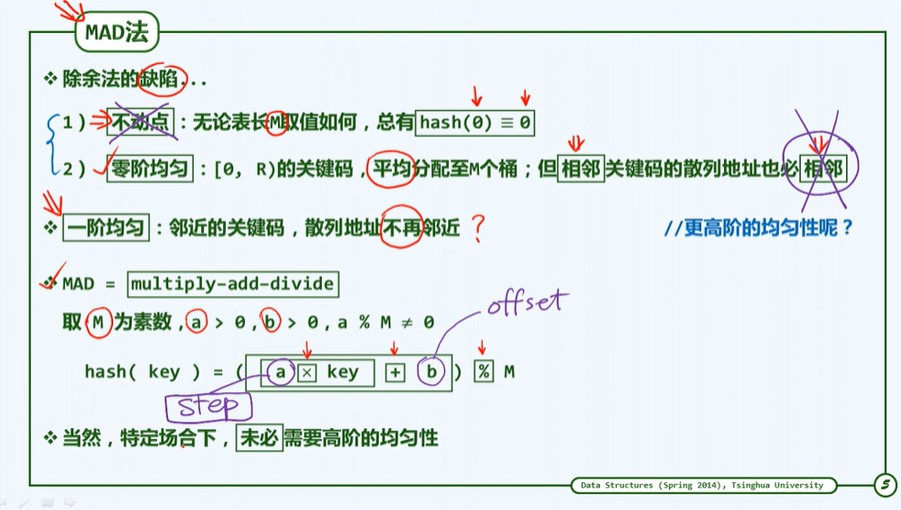 MAD法
❖ 除余法的缺陷...
1) 不动点：无论表长M取值如何，总有hash(0) ≡ 0
2) 零阶均匀：[0, R)的关键码，平均分配至M个桶；但相邻关键码的散列地址也必相邻
❖ 一阶均匀：邻近的关键码，散列地址不再邻近 ?
//更高阶的均匀性呢？
❖ MAD = multiply-add-divide
offset
取 M 为素数，a > 0，b > 0，a % M ≠ 0
hash( key ) = ( a × key + b ) % M
step
❖ 当然，特定场合下，未必需要高阶的均匀性
Data Structures (Spring 2014), Tsinghua University
5